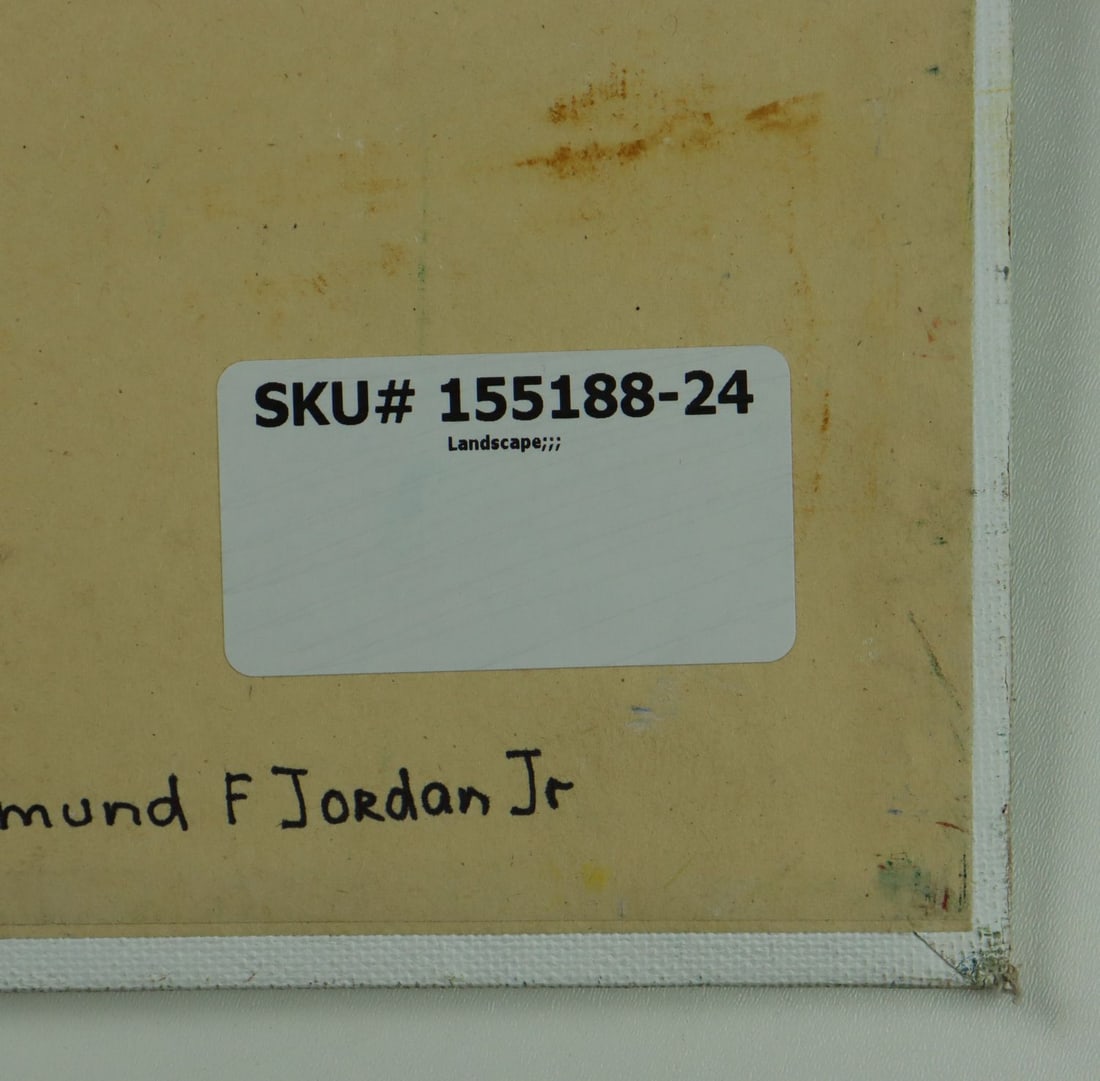 SKU# 155188-24
Landscape;;;
mund F Jordan Jr